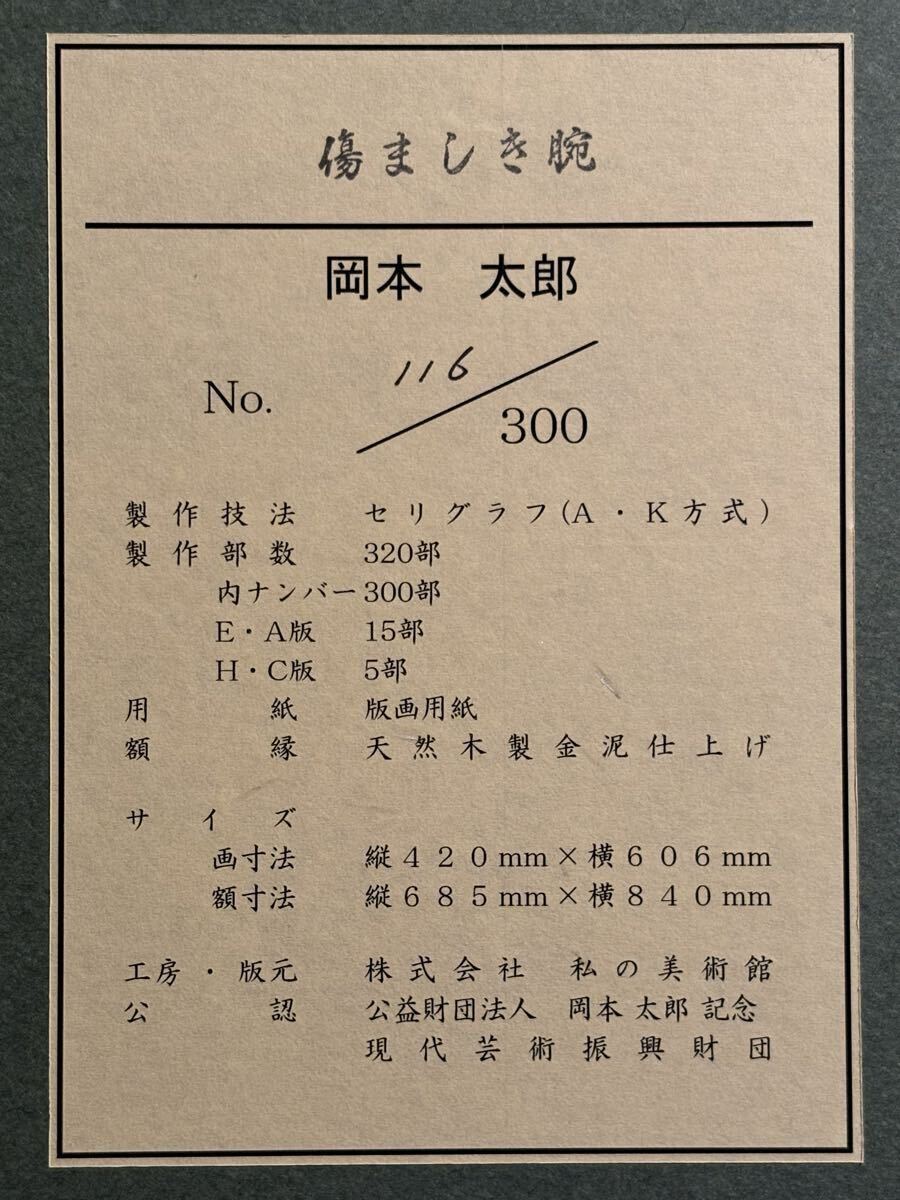 傷ましき腕
岡本 太郎
No. 116/300
製作技法 セリグラフ(A・K方式)
製作部数 320部
内ナンバー 300部
E・A版 15部
H・C版 5部
用紙 版画用紙
額縁 天然木製金泥仕上げ
サイズ
画寸法 縦420mm×横606mm
額寸法 縦685mm×横840mm
工房・版元 株式会社 私の美術館
公認 公益財団法人 岡本太郎記念
現代芸術振興財団